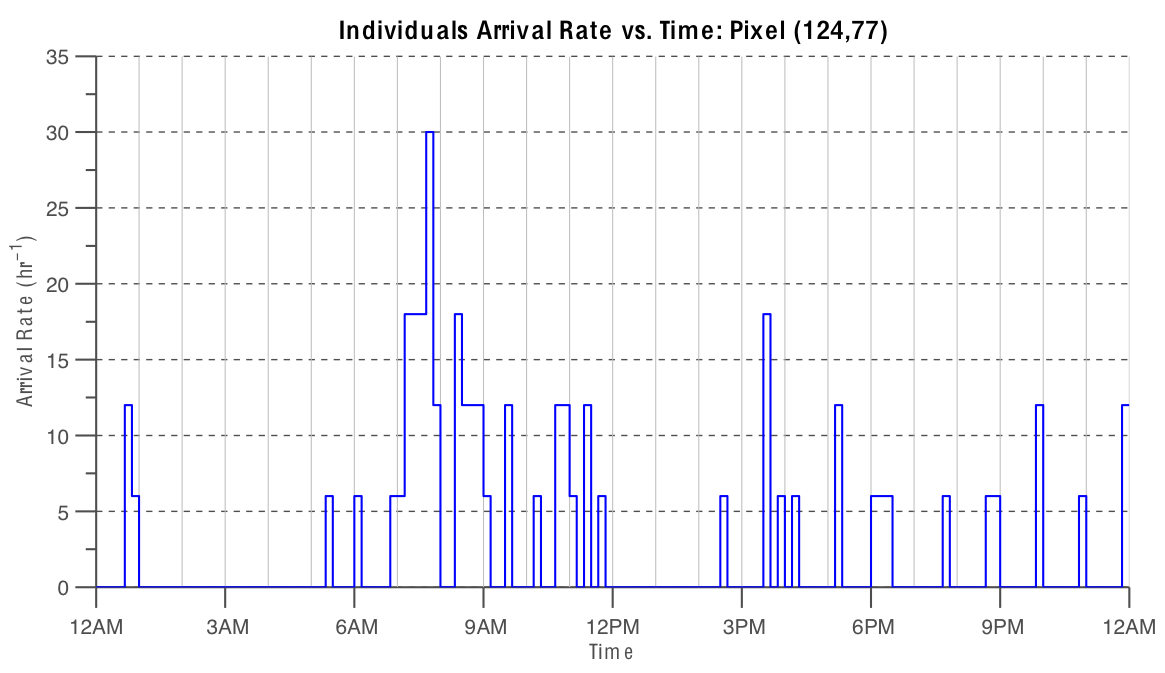 Individuals Arrival Rate vs. Time: Pixel (124,77)
35
30
25
20
15
10
5
0
Arrival Rate (hr⁻¹)
12AM 3AM 6AM 9AM 12PM 3PM 6PM 9PM 12AM
Time